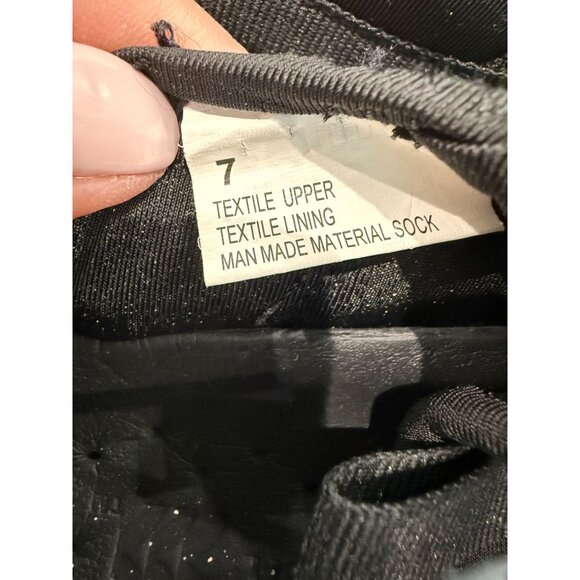 7
TEXTILE UPPER
TEXTILE LINING
MAN MADE MATERIAL SOCK